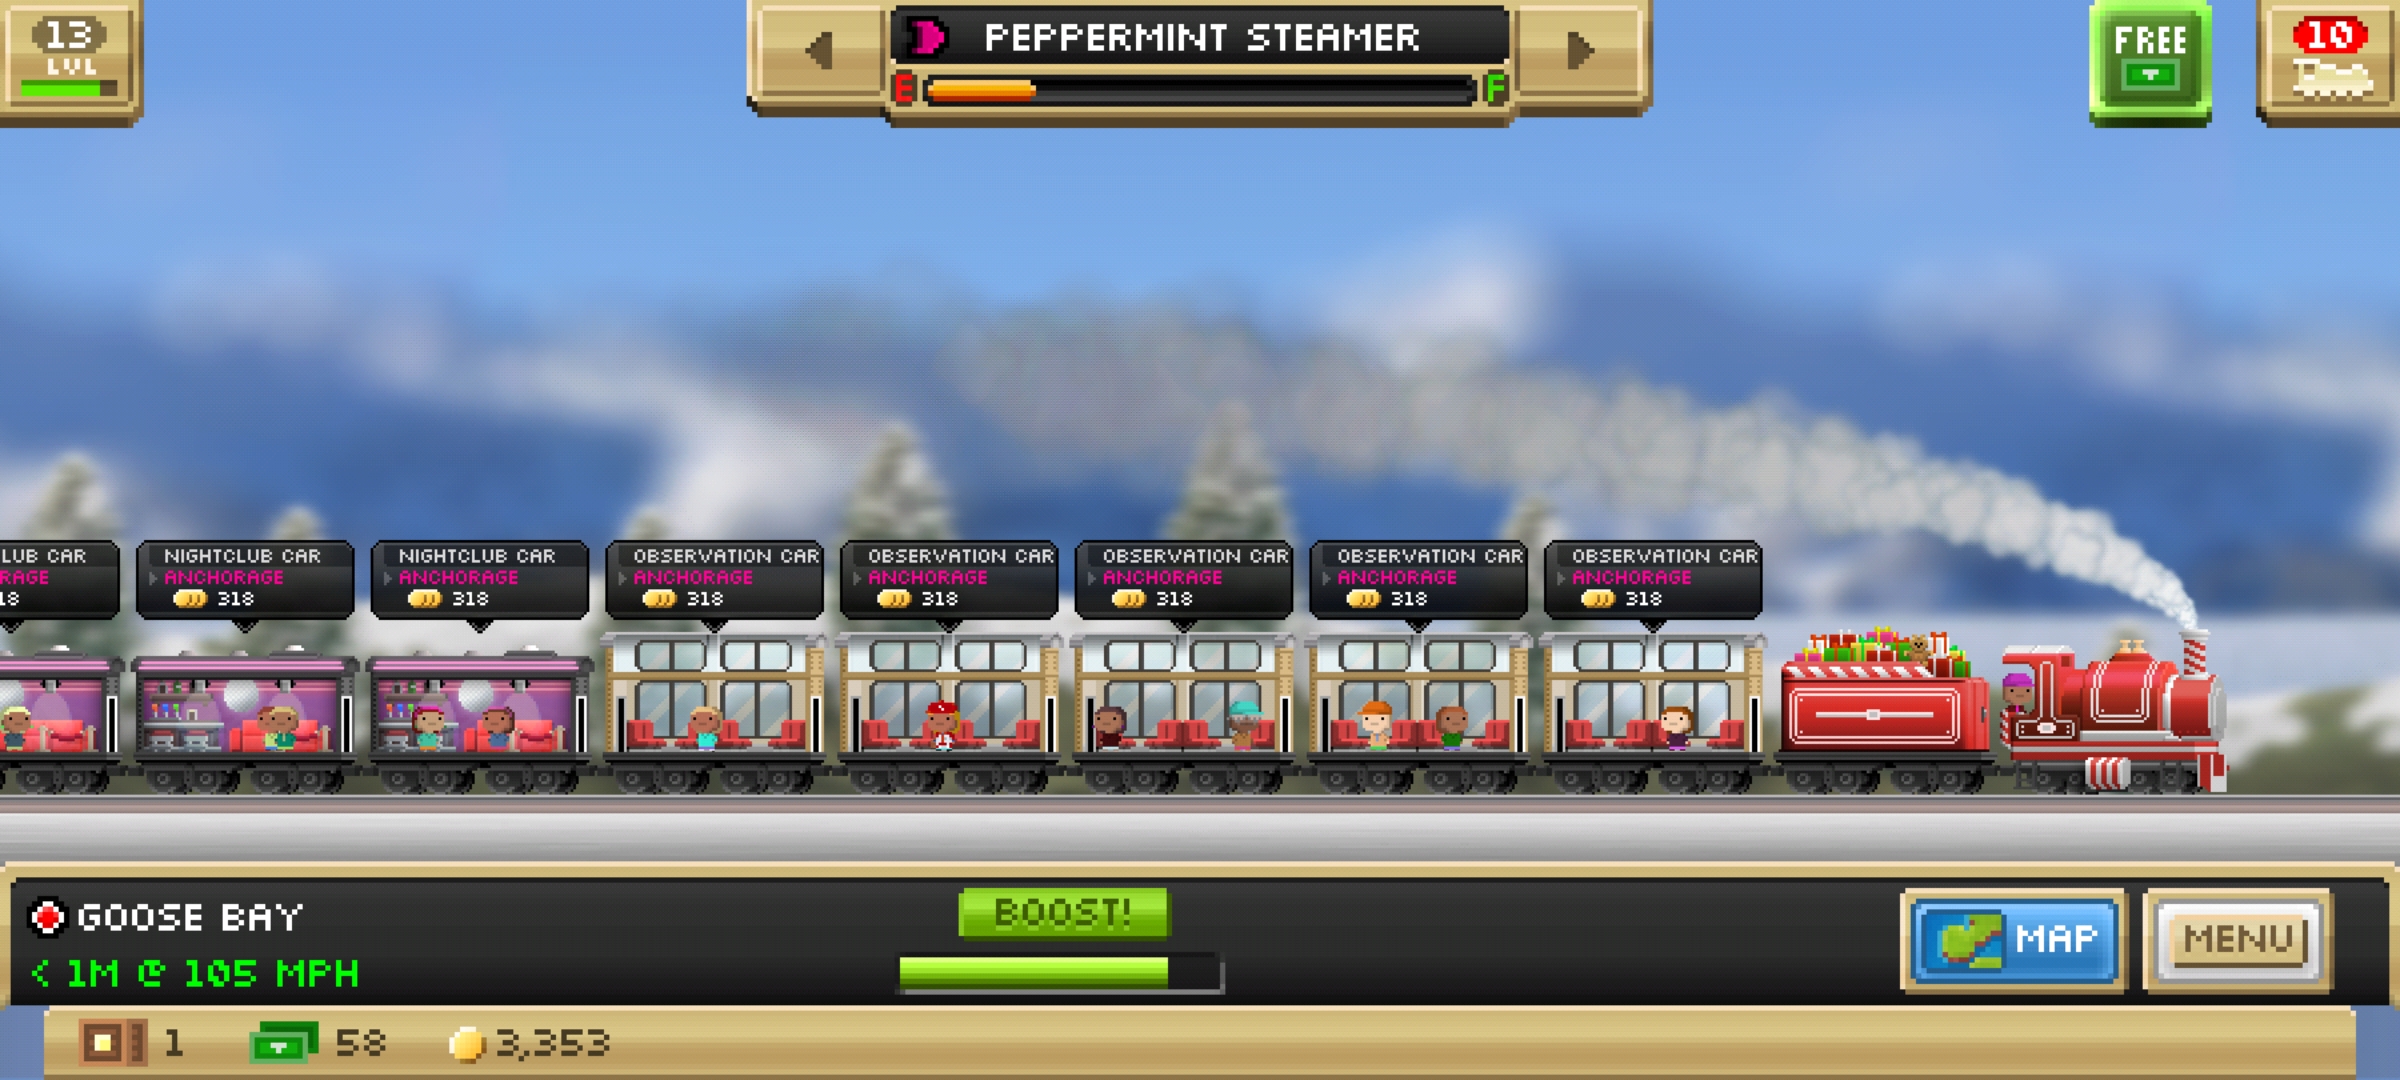 13
LVL
PEPPERMINT STEAMER
E F
FREE
10
LUB CAR
RAGE
18
NIGHTCLUB CAR
ANCHORAGE
318
NIGHTCLUB CAR
ANCHORAGE
318
OBSERVATION CAR
ANCHORAGE
318
OBSERVATION CAR
ANCHORAGE
318
OBSERVATION CAR
ANCHORAGE
318
OBSERVATION CAR
ANCHORAGE
318
OBSERVATION CAR
ANCHORAGE
318
GOOSE BAY
< 1M @ 105 MPH
BOOST!
MAP
MENU
1 58 3,353